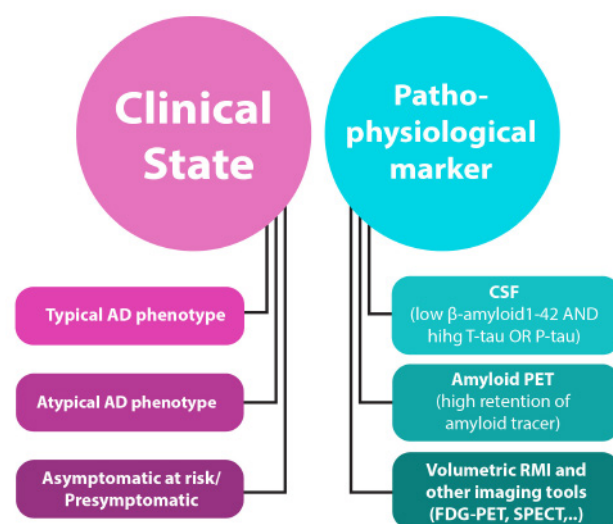 Clinical
State
Patho-
physiological
marker
Typical AD phenotype
Atypical AD phenotype
Asymptomatic at risk/
Presymptomatic
CSF
(low β-amyloid1-42 AND
hihg T-tau OR P-tau)
Amyloid PET
(high retention of
amyloid tracer)
Volumetric RMI and
other imaging tools
(FDG-PET, SPECT,..)